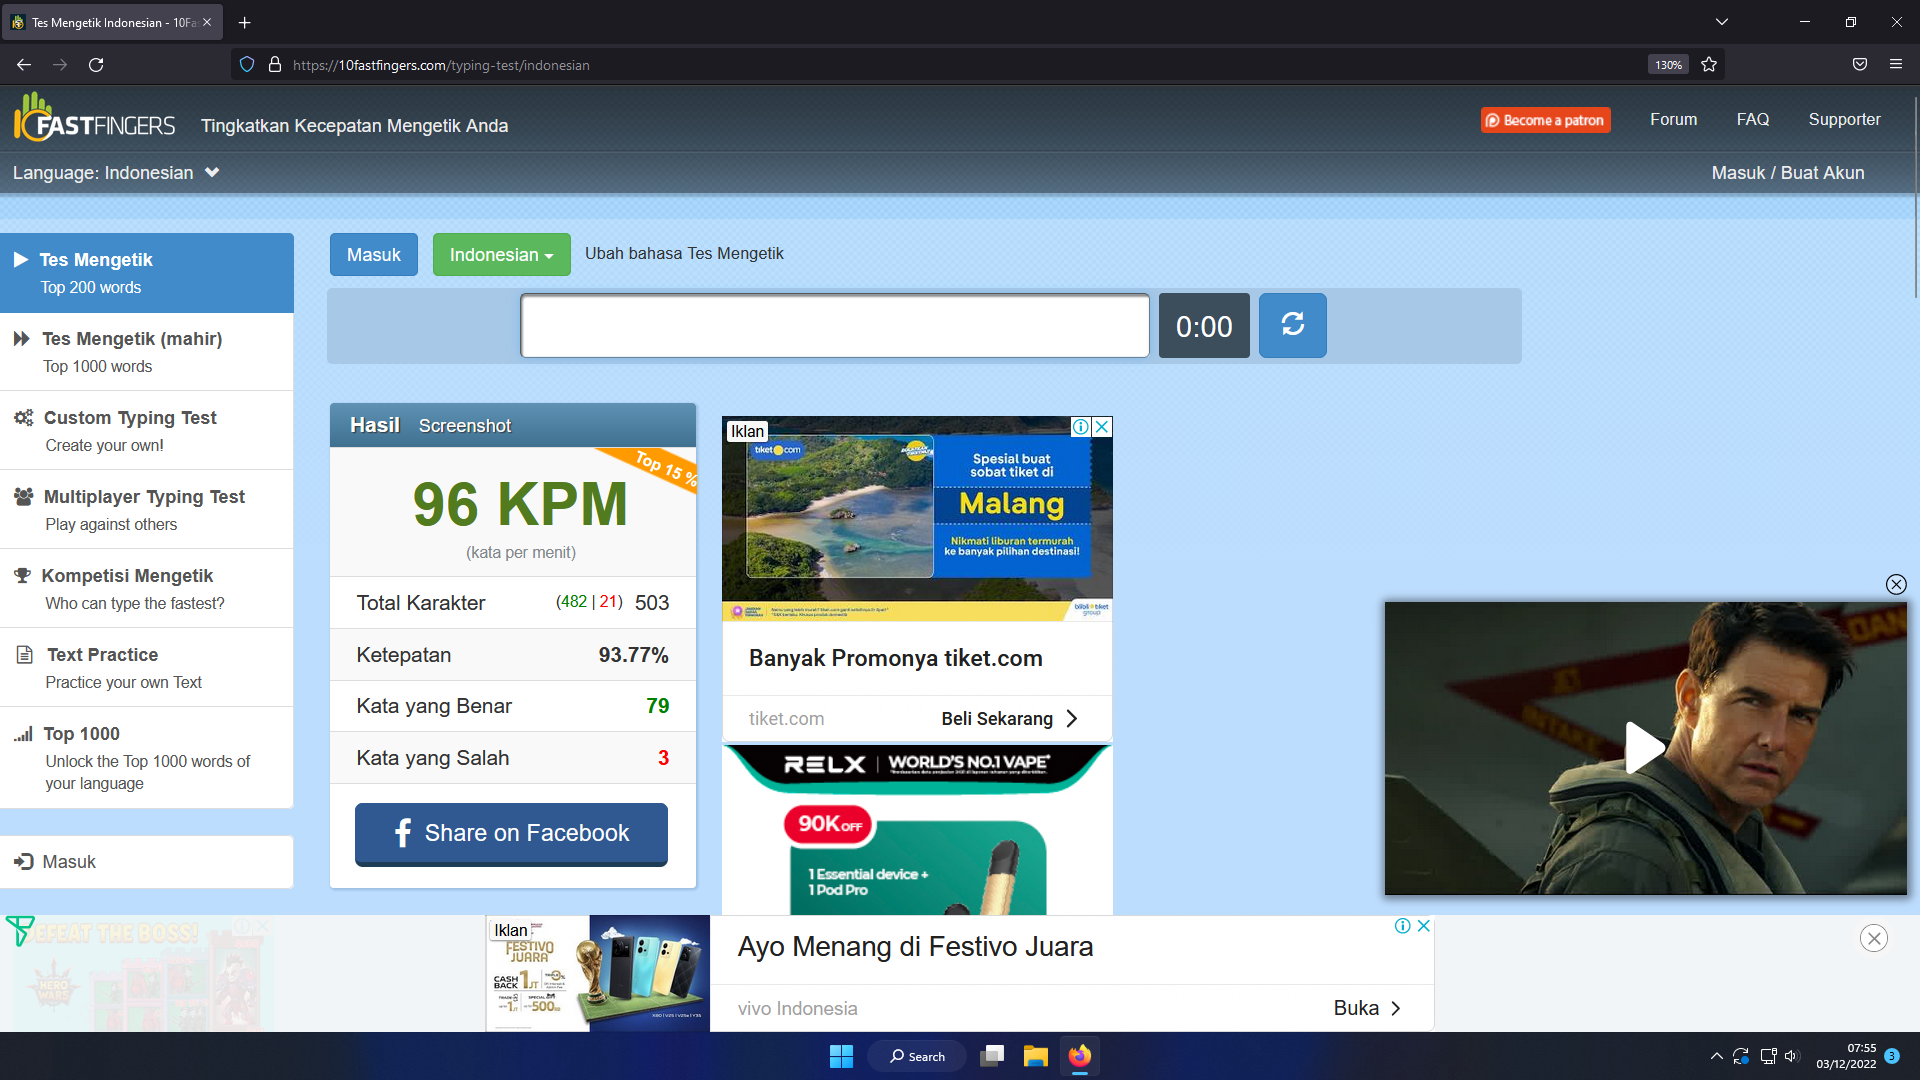 Tes Mengetik Indonesian - 10Fa
https://10fastfingers.com/typing-test/indonesian
130%
10FASTFINGERS
Tingkatkan Kecepatan Mengetik Anda
Become a patron
Forum
FAQ
Supporter
Language: Indonesian
Masuk / Buat Akun
Tes Mengetik
Top 200 words
Tes Mengetik (mahir)
Top 1000 words
Custom Typing Test
Create your own!
Multiplayer Typing Test
Play against others
Kompetisi Mengetik
Who can type the fastest?
Text Practice
Practice your own Text
Top 1000
Unlock the Top 1000 words of
your language
Masuk
Masuk
Indonesian
Ubah bahasa Tes Mengetik
0:00
Hasil
Screenshot
Top 15 %
96 KPM
(kata per menit)
Total Karakter (482 | 21) 503
Ketepatan 93.77%
Kata yang Benar 79
Kata yang Salah 3
Share on Facebook
Iklan
tiket.com
Spesial buat
sobat tiket di
Malang
Nikmati liburan termurah
ke banyak pilihan destinasi!
blibli tiket
group
Banyak Promonya tiket.com
tiket.com
Beli Sekarang
RELX | WORLD'S NO.1 VAPE*
90K OFF
1 Essential device +
1 Pod Pro
DEFEAT THE BOSS!
HERO
WARS
Iklan
FESTIVO
JUARA
CASH
BACK 1JT
500
Ayo Menang di Festivo Juara
vivo Indonesia
Buka
Search
07:55
03/12/2022
3